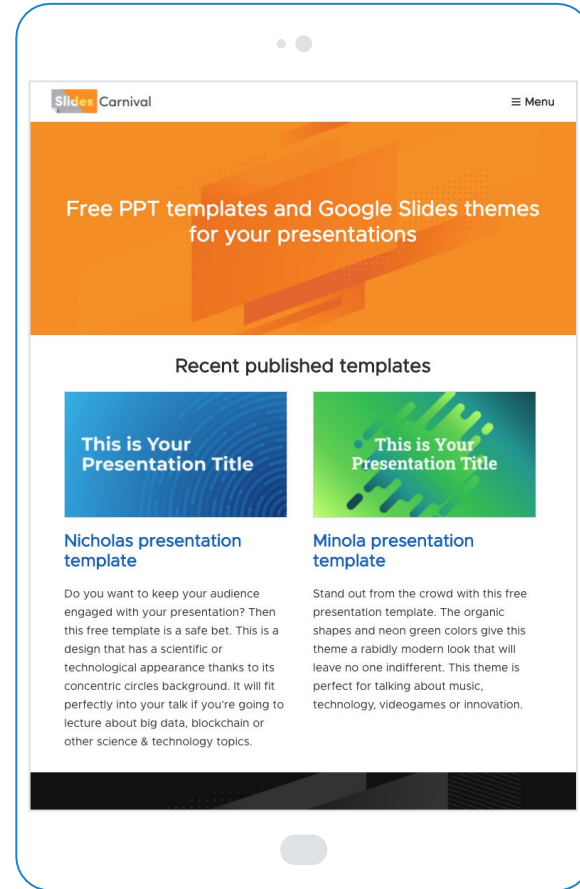 Slides Carnival
≡ Menu
Free PPT templates and Google Slides themes
for your presentations
Recent published templates
This is Your
Presentation Title
Nicholas presentation
template
Do you want to keep your audience
engaged with your presentation? Then
this free template is a safe bet. This is a
design that has a scientific or
technological appearance thanks to its
concentric circles background. It will fit
perfectly into your talk if you're going to
lecture about big data, blockchain or
other science & technology topics.
This is Your
Presentation Title
Minola presentation
template
Stand out from the crowd with this free
presentation template. The organic
shapes and neon green colors give this
theme a rabidly modern look that will
leave no one indifferent. This theme is
perfect for talking about music,
technology, videogames or innovation.